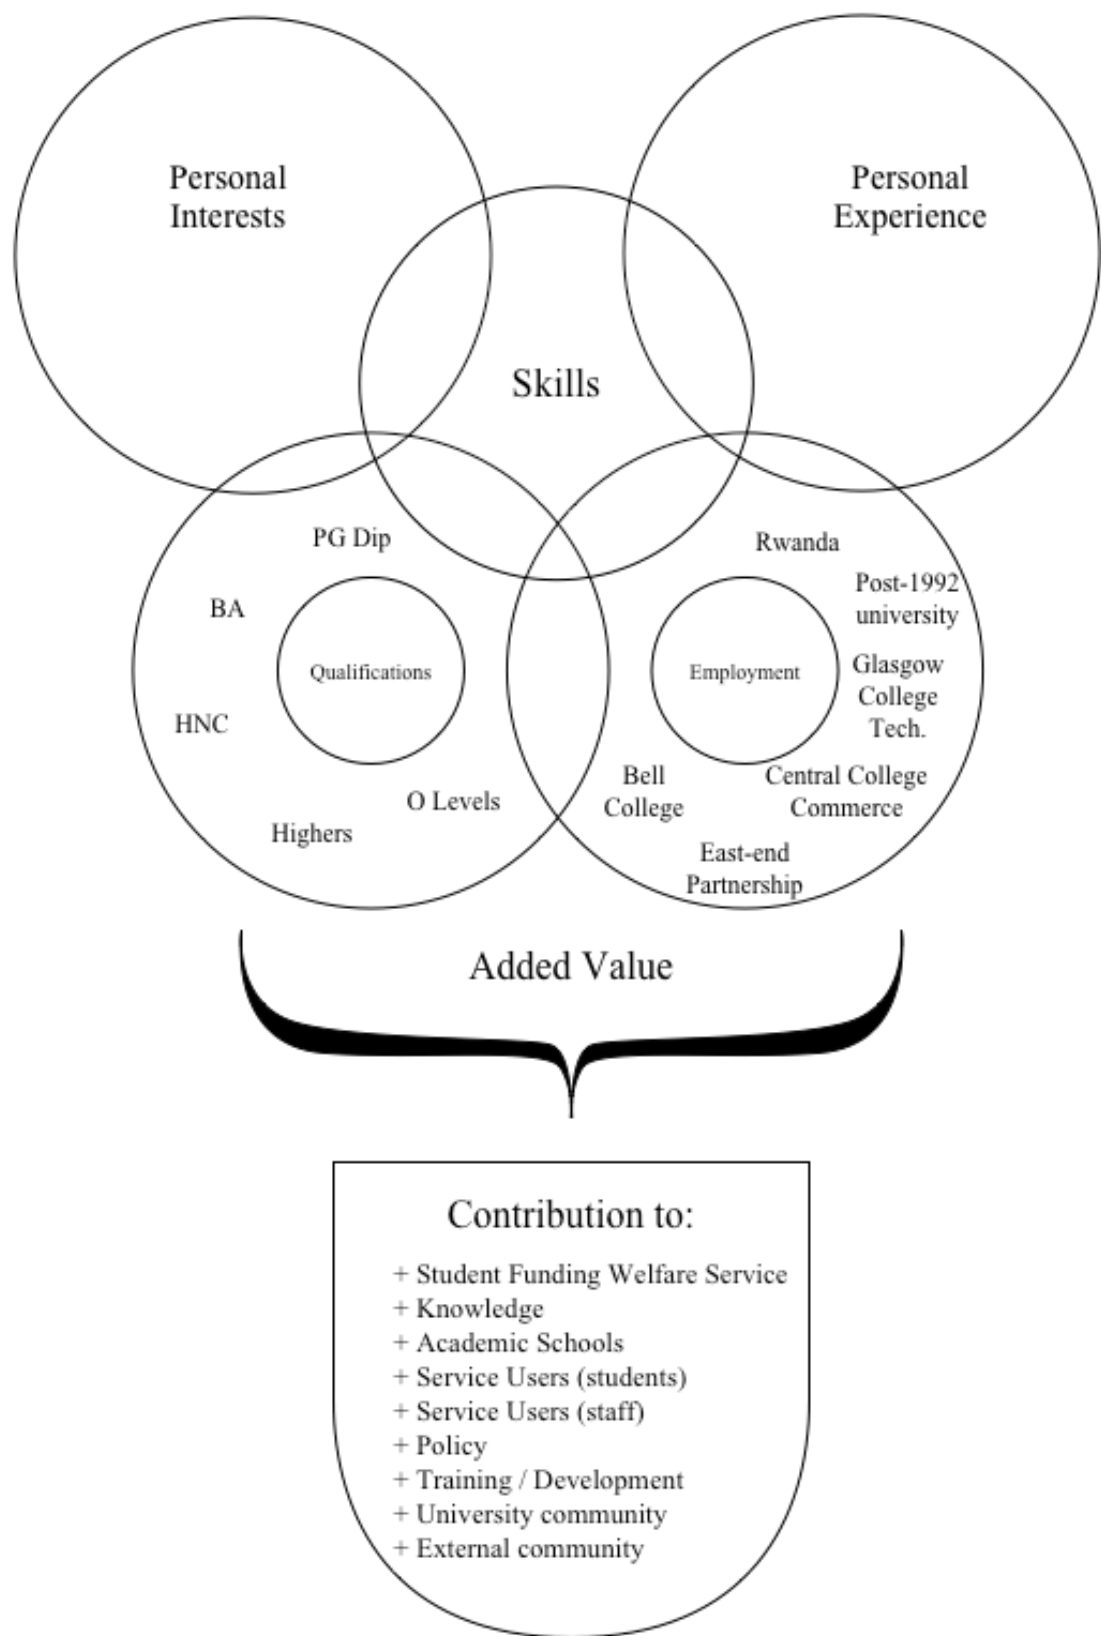 Personal
Interests
Personal
Experience
Skills
PG Dip
BA
HNC
Highers
O Levels
Qualifications
Rwanda
Post-1992
university
Glasgow
College
Tech.
Central College
Commerce
East-end
Partnership
Bell
College
Employment
Added Value
Contribution to:
+ Student Funding Welfare Service
+ Knowledge
+ Academic Schools
+ Service Users (students)
+ Service Users (staff)
+ Policy
+ Training / Development
+ University community
+ External community